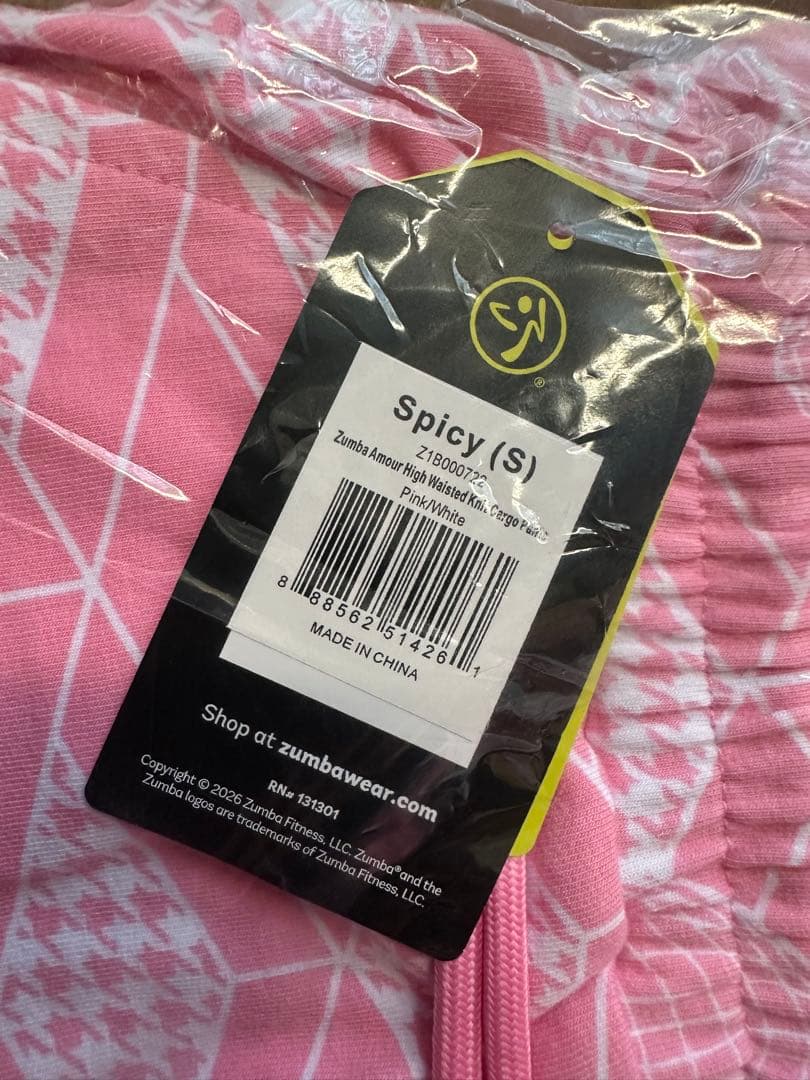 ®
Spicy (S)
Z1B000722
Zumba Amour High Waisted Knit Cargo Pants
Pink/White
8 88562 51426 1
MADE IN CHINA
Shop at zumbawear.com
RN# 131301
Copyright © 2026 Zumba Fitness, LLC. Zumba® and the
Zumba logos are trademarks of Zumba Fitness, LLC.